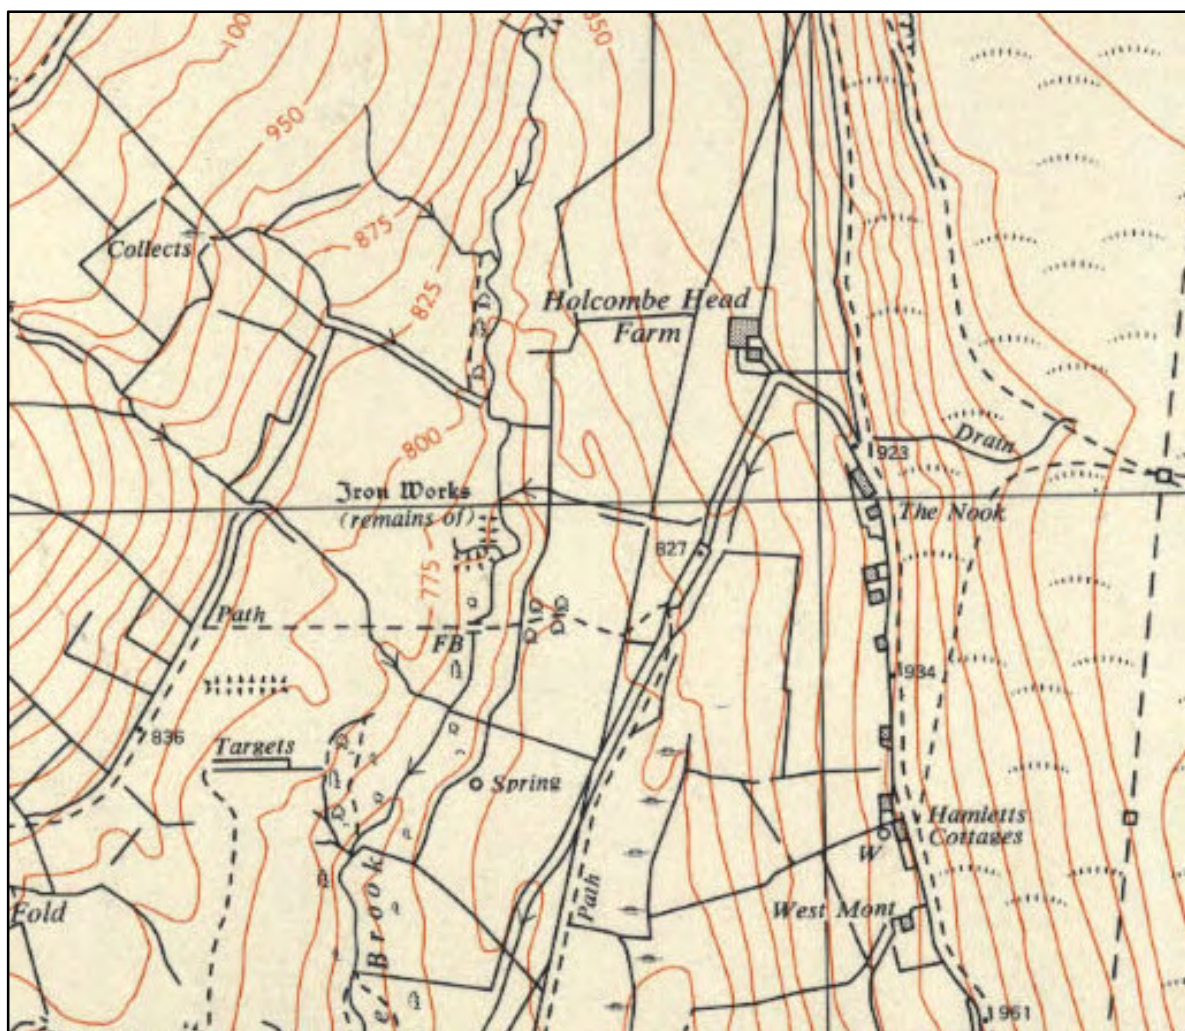 100
850
950
Collects
875
825
Holcombe Head
Farm
800
Drain
923
Iron Works
(remains of)
The Nook
827
775
Path
FB
934
836
Targets
Spring
Hamletts
Cottages
W
Path
West Mont
Fold
Brook
e
961